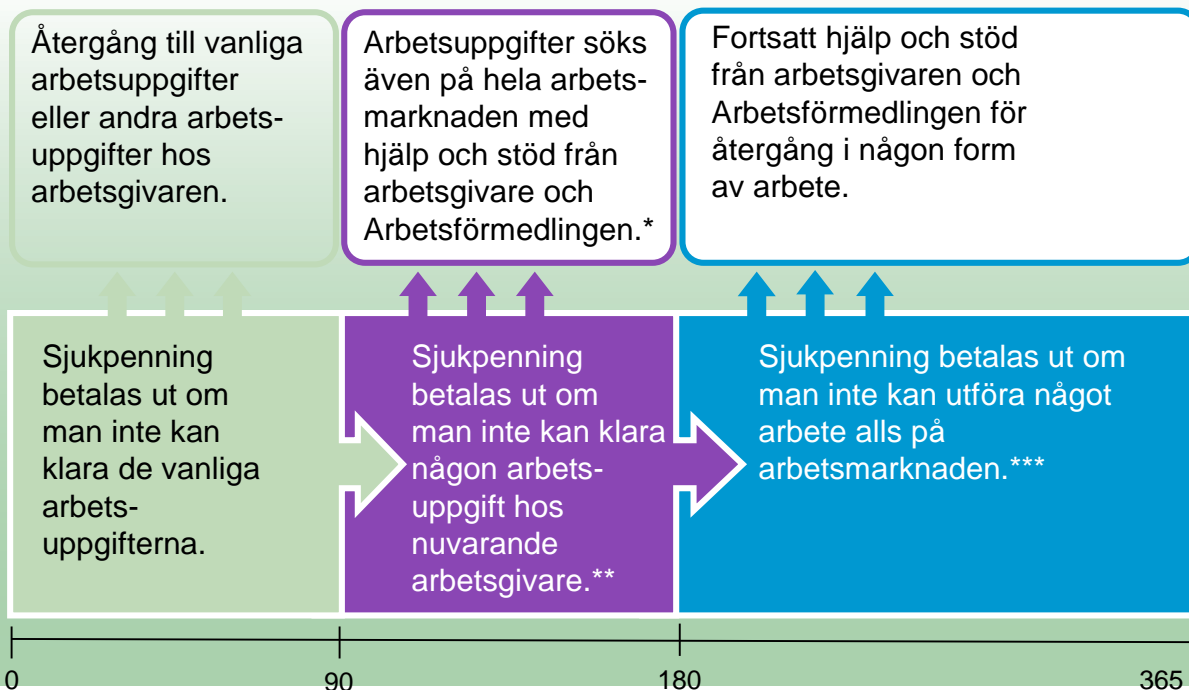 Återgång till vanliga
arbetsuppgifter
eller andra arbets-
uppgifter hos
arbetsgivaren.
Arbetsuppgifter söks
även på hela arbets-
marknaden med
hjälp och stöd från
arbetsgivare och
Arbetsförmedlingen.*
Fortsatt hjälp och stöd
från arbetsgivaren och
Arbetsförmedlingen för
återgång i någon form
av arbete.
Sjukpenning
betalas ut om
man inte kan
klara de vanliga
arbets-
uppgifterna.
Sjukpenning
betalas ut om
man inte kan klara
någon arbets-
uppgift hos
nuvarande
arbetsgivare.**
Sjukpenning betalas ut om
man inte kan utföra något
arbete alls på
arbetsmarknaden.***
0
90
180
365